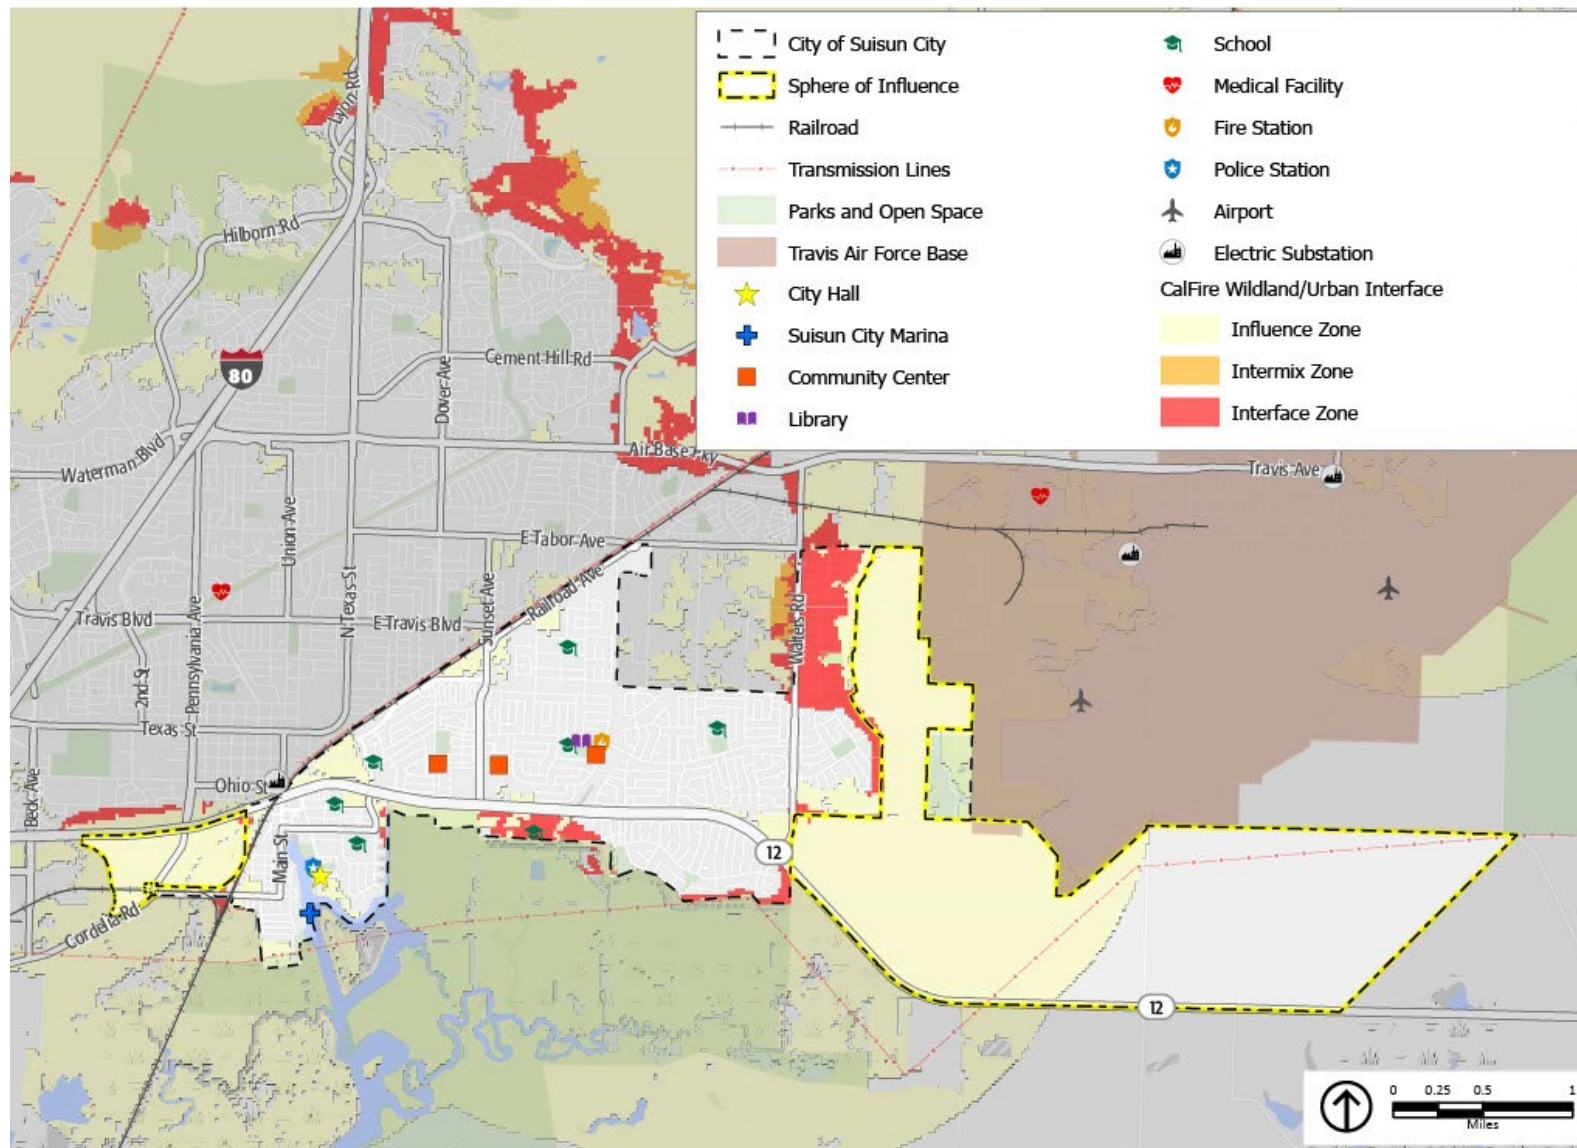 City of Suisun City
Sphere of Influence
Railroad
Transmission Lines
Parks and Open Space
Travis Air Force Base
City Hall
Suisun City Marina
Community Center
Library
School
Medical Facility
Fire Station
Police Station
Airport
Electric Substation
CalFire Wildland/Urban Interface
Influence Zone
Intermix Zone
Interface Zone
Lyon Rd
Hilborn Rd
80
Cement Hill Rd
Dover Ave
Waterman Blvd
Air Base Pky
Travis Ave
Union Ave
E Tabor Ave
N Texas St
Railroad Ave
Travis Blvd
Pennsylvania Ave
E Travis Blvd
Sunset Ave
Walters Rd
2nd St
Texas St
Beck Ave
Ohio St
Main St
12
Cordelia Rd
12
0 0.25 0.5 1
Miles